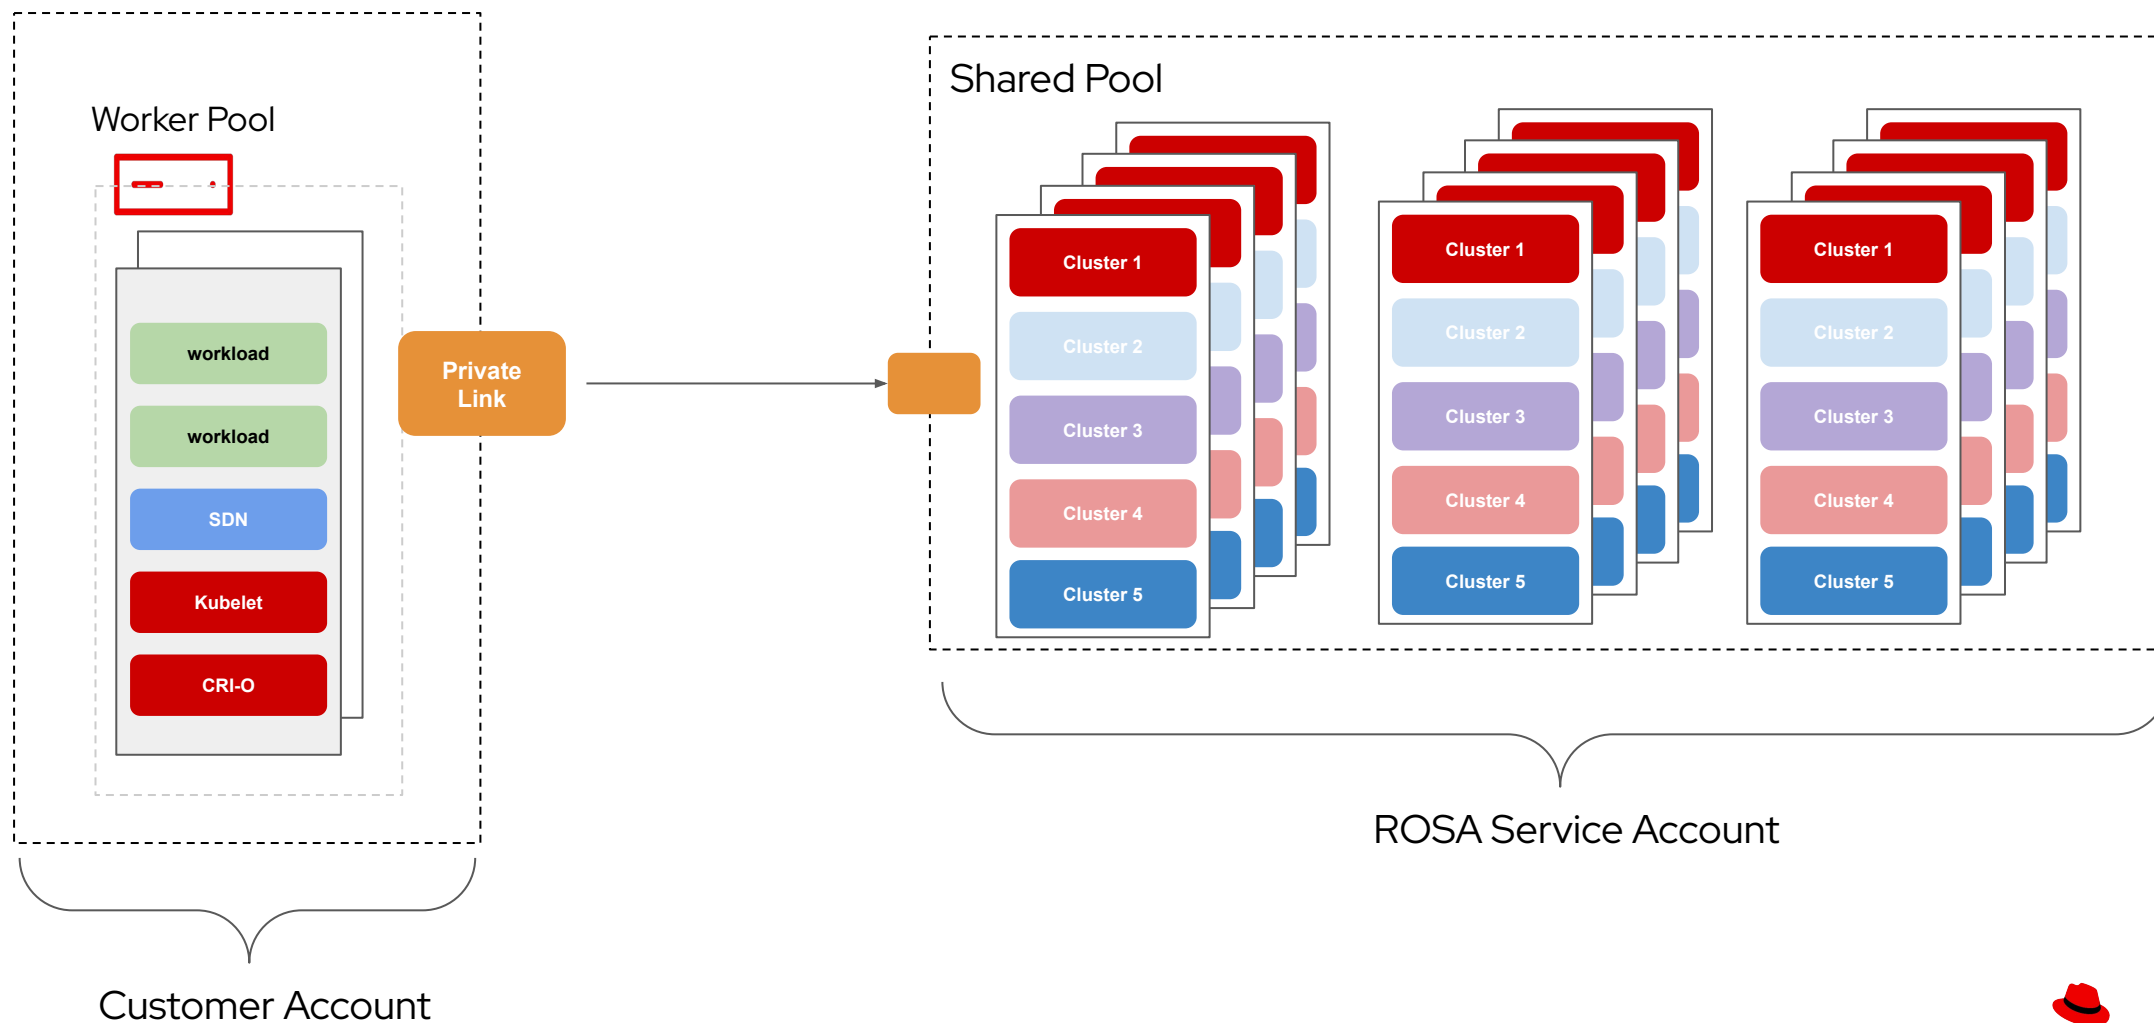 Worker Pool
workload
workload
SDN
Kubelet
CRI-O
Customer Account
Private
Link
Shared Pool
Cluster 1
Cluster 2
Cluster 3
Cluster 4
Cluster 5
Cluster 1
Cluster 2
Cluster 3
Cluster 4
Cluster 5
Cluster 1
Cluster 2
Cluster 3
Cluster 4
Cluster 5
ROSA Service Account